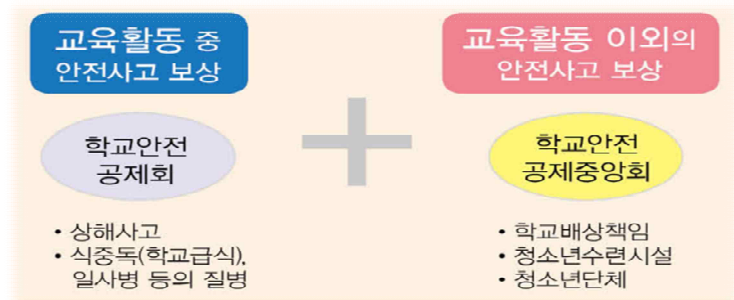 교육활동 중
안전사고 보상
학교안전
공제회
• 상해사고
• 식중독(학교급식),
일사병 등의 질병
교육활동 이외의
안전사고 보상
학교안전
공제중앙회
• 학교배상책임
• 청소년수련시설
• 청소년단체